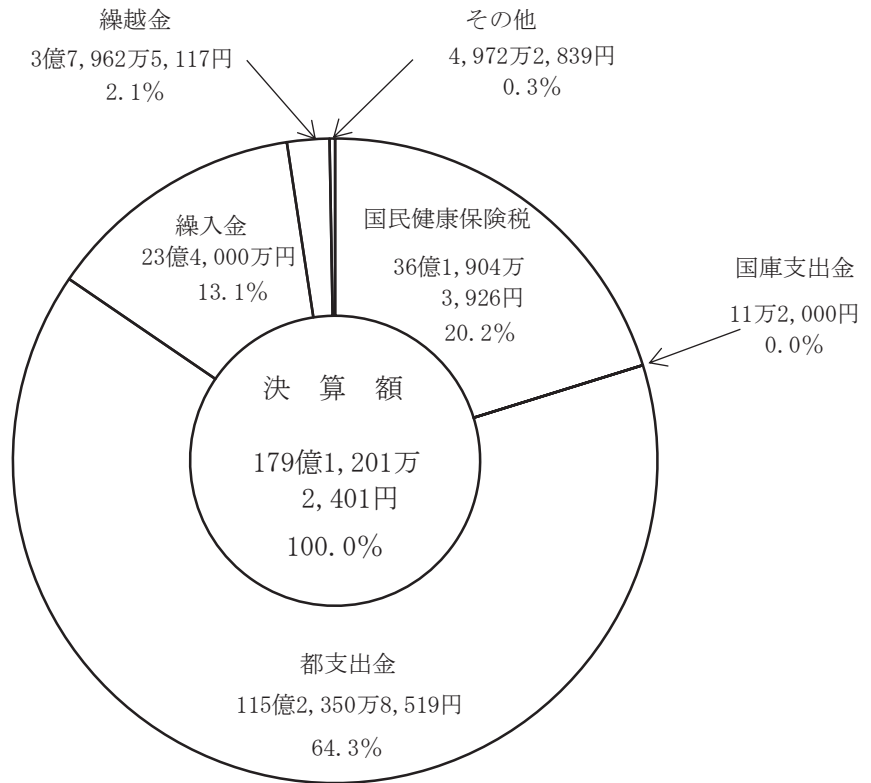 繰越金
3億7,962万5,117円
2.1%
その他
4,972万2,839円
0.3%
国民健康保険税
36億1,904万
3,926円
20.2%
国庫支出金
11万2,000円
0.0%
繰入金
23億4,000万円
13.1%
決 算 額
179億1,201万
2,401円
100.0%
都支出金
115億2,350万8,519円
64.3%